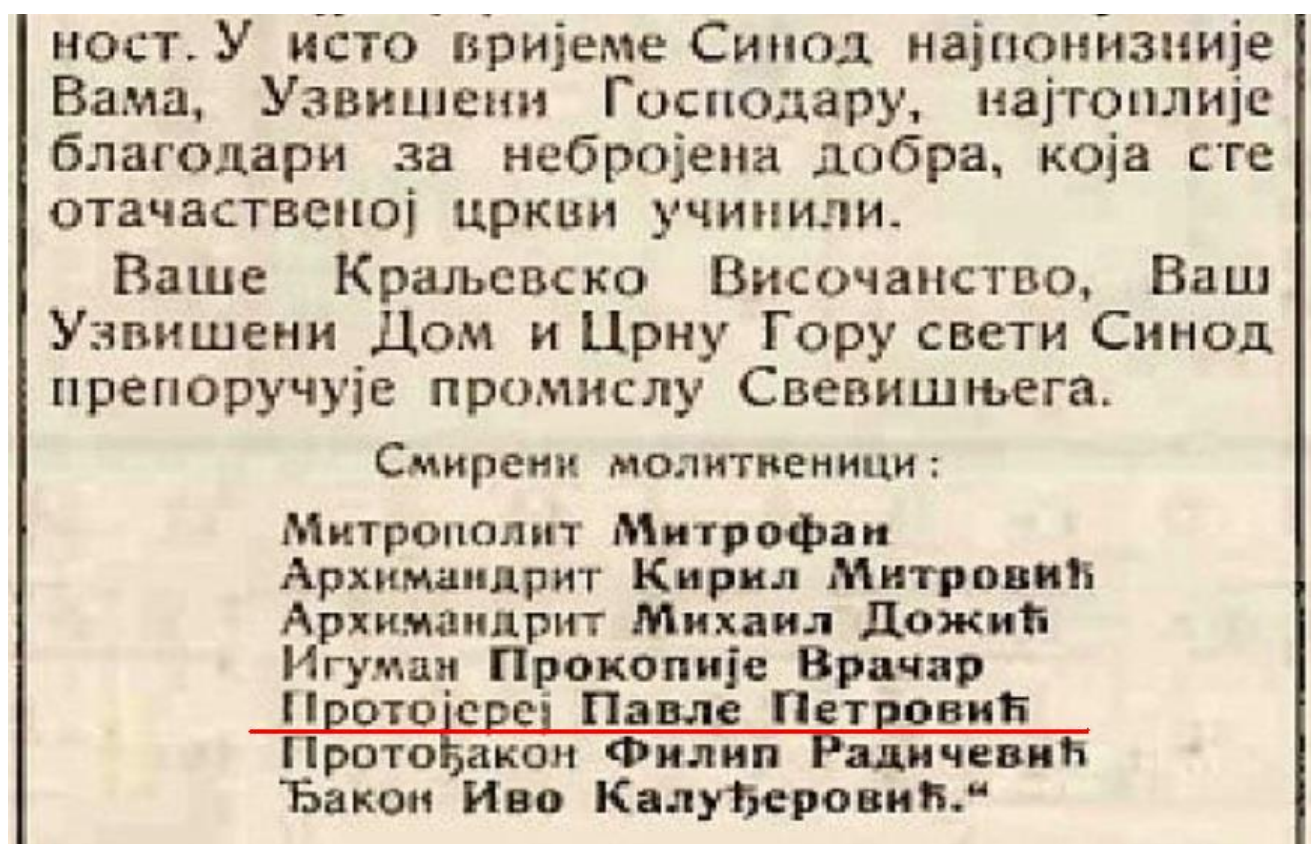 ност. У исто вријеме Синод најпонизније
Вама, Узвишени Господару, најтоплије
благодари за небројена добра, која сте
отачаственој цркви учинили.
Ваше Краљевско Височанство, Ваш
Узвишени Дом и Црну Гору свети Синод
препоручује промислу Свевишњега.
Смирени молитвеници:
Митрополит Митрофан
Архимандрит Кирил Митровић
Архимандрит Михаил Дожић
Игуман Прокопије Врачар
Протојереј Павле Петровић
Протођакон Филип Радичевић
Ђакон Иво Калуђеровић.“